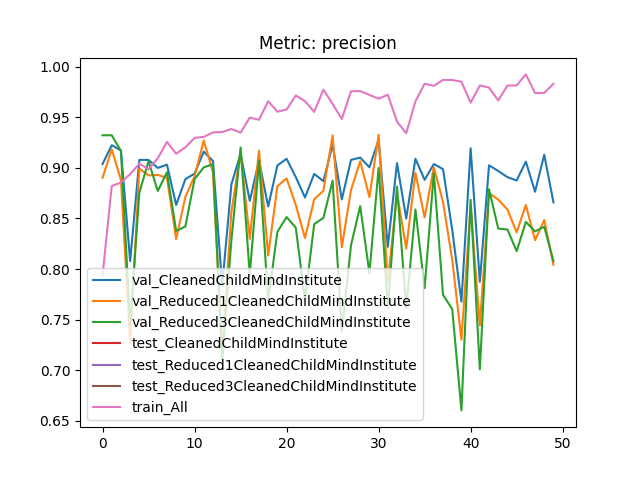 Metric: precision
1.00
0.95
0.90
0.85
0.80
0.75
0.70
0.65
val_CleanedChildMindInstitute
val_Reduced1CleanedChildMindInstitute
val_Reduced3CleanedChildMindInstitute
test_CleanedChildMindInstitute
test_Reduced1CleanedChildMindInstitute
test_Reduced3CleanedChildMindInstitute
train_All
0 10 20 30 40 50